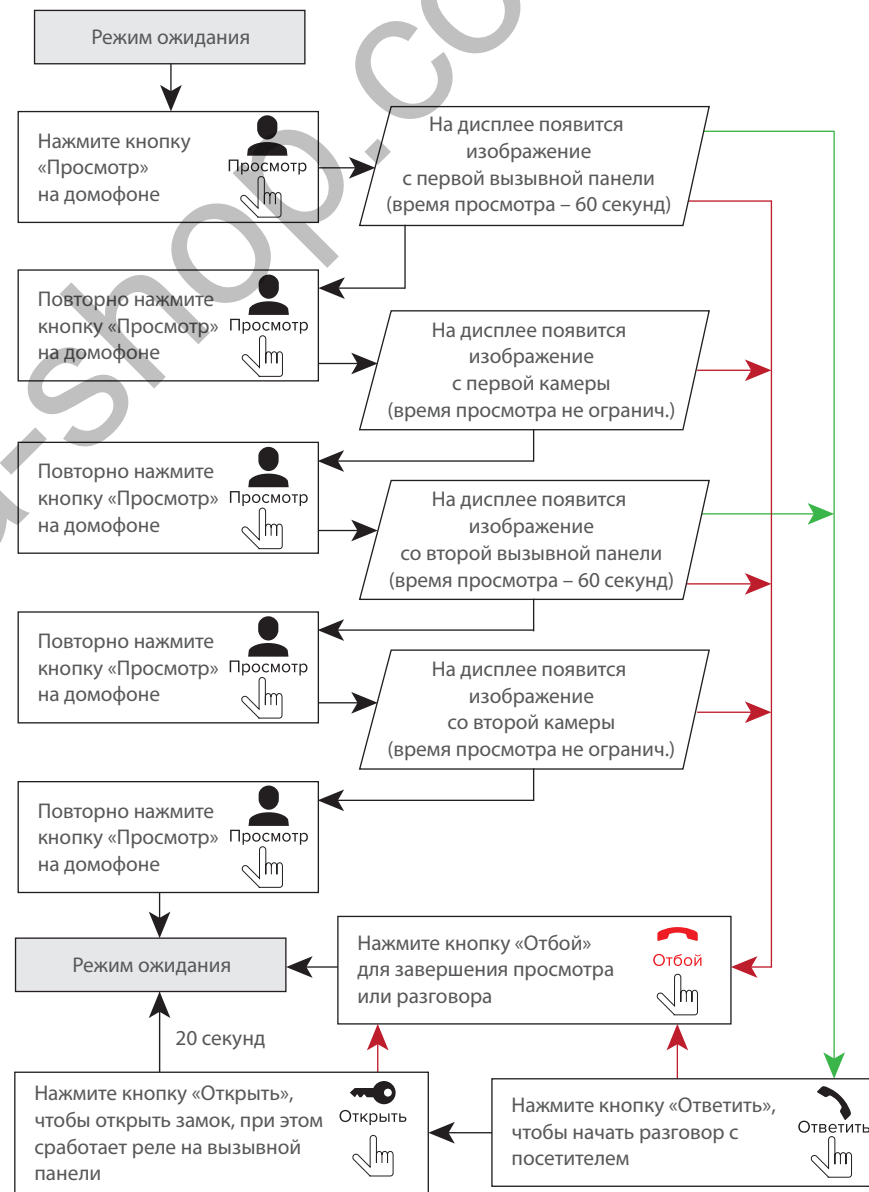 Режим ожидания
Нажмите кнопку
«Просмотр»
на домофоне
Просмотр
На дисплее появится
изображение
с первой вызывной панели
(время просмотра – 60 секунд)
Повторно нажмите
кнопку «Просмотр»
на домофоне
Просмотр
На дисплее появится
изображение
с первой камеры
(время просмотра не огранич.)
Повторно нажмите
кнопку «Просмотр»
на домофоне
Просмотр
На дисплее появится
изображение
со второй вызывной панели
(время просмотра – 60 секунд)
Повторно нажмите
кнопку «Просмотр»
на домофоне
Просмотр
На дисплее появится
изображение
со второй камеры
(время просмотра не огранич.)
Повторно нажмите
кнопку «Просмотр»
на домофоне
Просмотр
Режим ожидания
Нажмите кнопку «Отбой»
для завершения просмотра
или разговора
Отбой
20 секунд
Нажмите кнопку «Открыть»,
чтобы открыть замок, при этом
сработает реле на вызывной
панели
Открыть
Нажмите кнопку «Ответить»,
чтобы начать разговор с
посетителем
Ответить